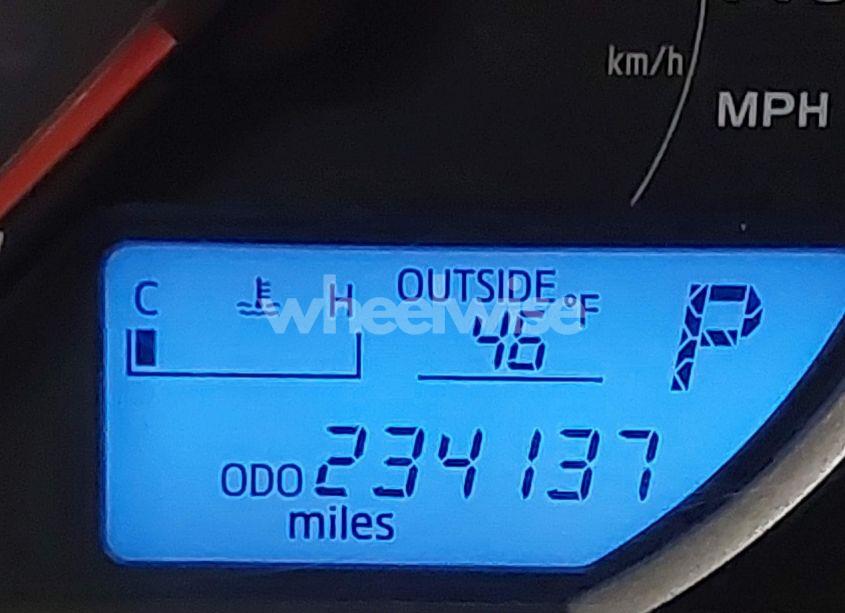 km/h
MPH
C H OUTSIDE
46 °F
P
ODO 234137
miles
wheelwise